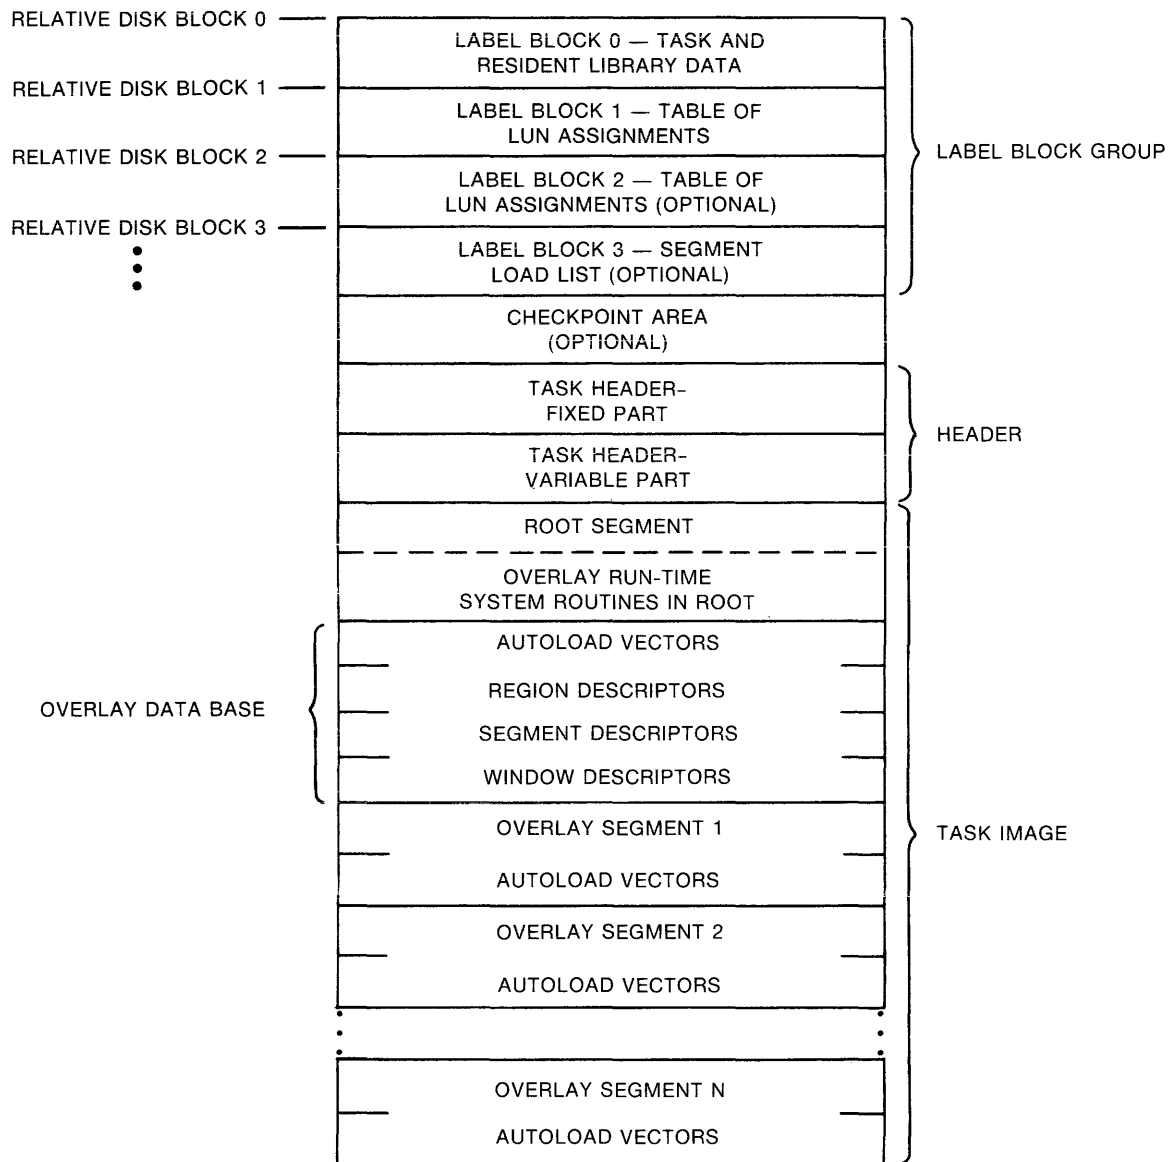 RELATIVE DISK BLOCK 0
LABEL BLOCK 0 — TASK AND
RESIDENT LIBRARY DATA
RELATIVE DISK BLOCK 1
LABEL BLOCK 1 — TABLE OF
LUN ASSIGNMENTS
LABEL BLOCK GROUP
RELATIVE DISK BLOCK 2
LABEL BLOCK 2 — TABLE OF
LUN ASSIGNMENTS (OPTIONAL)
RELATIVE DISK BLOCK 3
LABEL BLOCK 3 — SEGMENT
LOAD LIST (OPTIONAL)
CHECKPOINT AREA
(OPTIONAL)
TASK HEADER-
FIXED PART
HEADER
TASK HEADER-
VARIABLE PART
ROOT SEGMENT
OVERLAY RUN-TIME
SYSTEM ROUTINES IN ROOT
AUTOLOAD VECTORS
REGION DESCRIPTORS
OVERLAY DATA BASE
SEGMENT DESCRIPTORS
WINDOW DESCRIPTORS
OVERLAY SEGMENT 1
TASK IMAGE
AUTOLOAD VECTORS
OVERLAY SEGMENT 2
AUTOLOAD VECTORS
OVERLAY SEGMENT N
AUTOLOAD VECTORS